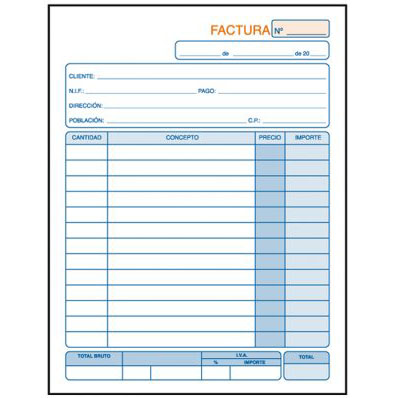 FACTURA Nº
de de 20
CLIENTE:
N.I.F.: PAGO:
DIRECCIÓN:
POBLACIÓN: C.P.:
CANTIDAD CONCEPTO PRECIO IMPORTE
TOTAL BRUTO I.V.A. TOTAL
% IMPORTE